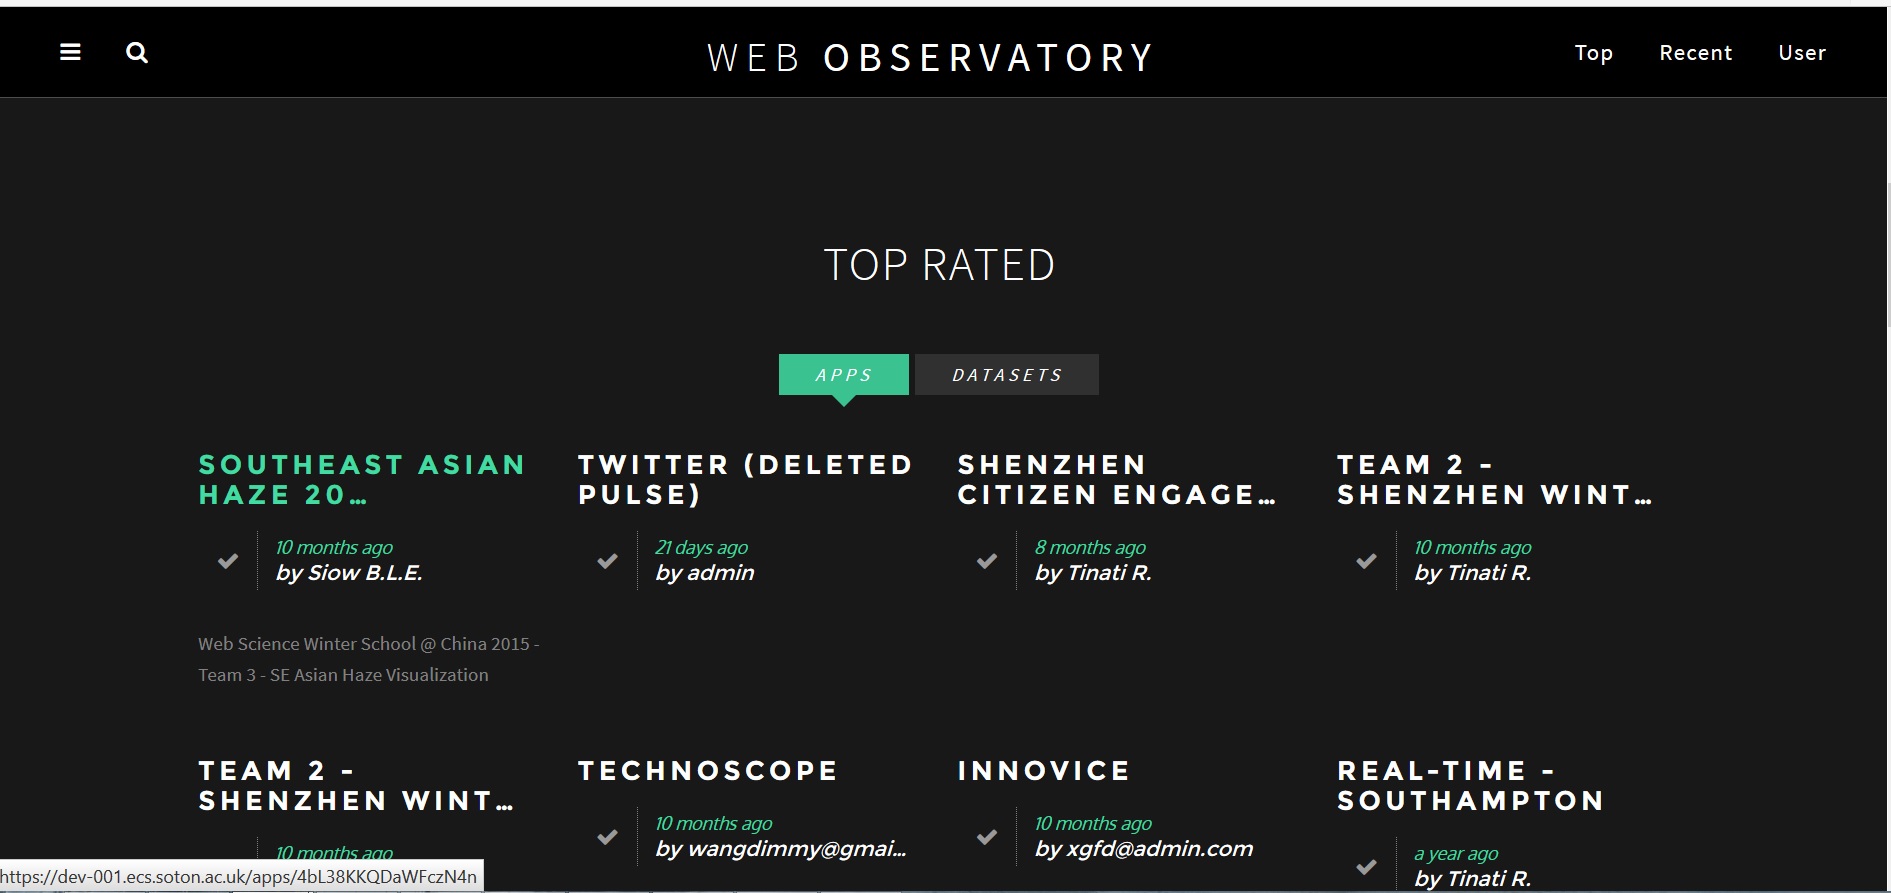 WEB OBSERVATORY
Top Recent User
TOP RATED
APPS DATASETS
SOUTHEAST ASIAN
HAZE 20...
10 months ago
by Siow B.L.E.
Web Science Winter School @ China 2015 -
Team 3 - SE Asian Haze Visualization
TWITTER (DELETED
PULSE)
21 days ago
by admin
SHENZHEN
CITIZEN ENGAGE...
8 months ago
by Tinati R.
TEAM 2 -
SHENZHEN WINT...
10 months ago
by Tinati R.
TEAM 2 -
SHENZHEN WINT...
10 months ago
TECHNOSCOPE
10 months ago
by wangdimmy@gmai...
INNOVICE
10 months ago
by xgfd@admin.com
REAL-TIME -
SOUTHAMPTON
a year ago
by Tinati R.
https://dev-001.ecs.soton.ac.uk/apps/4bL38KKQDaWFczN4n